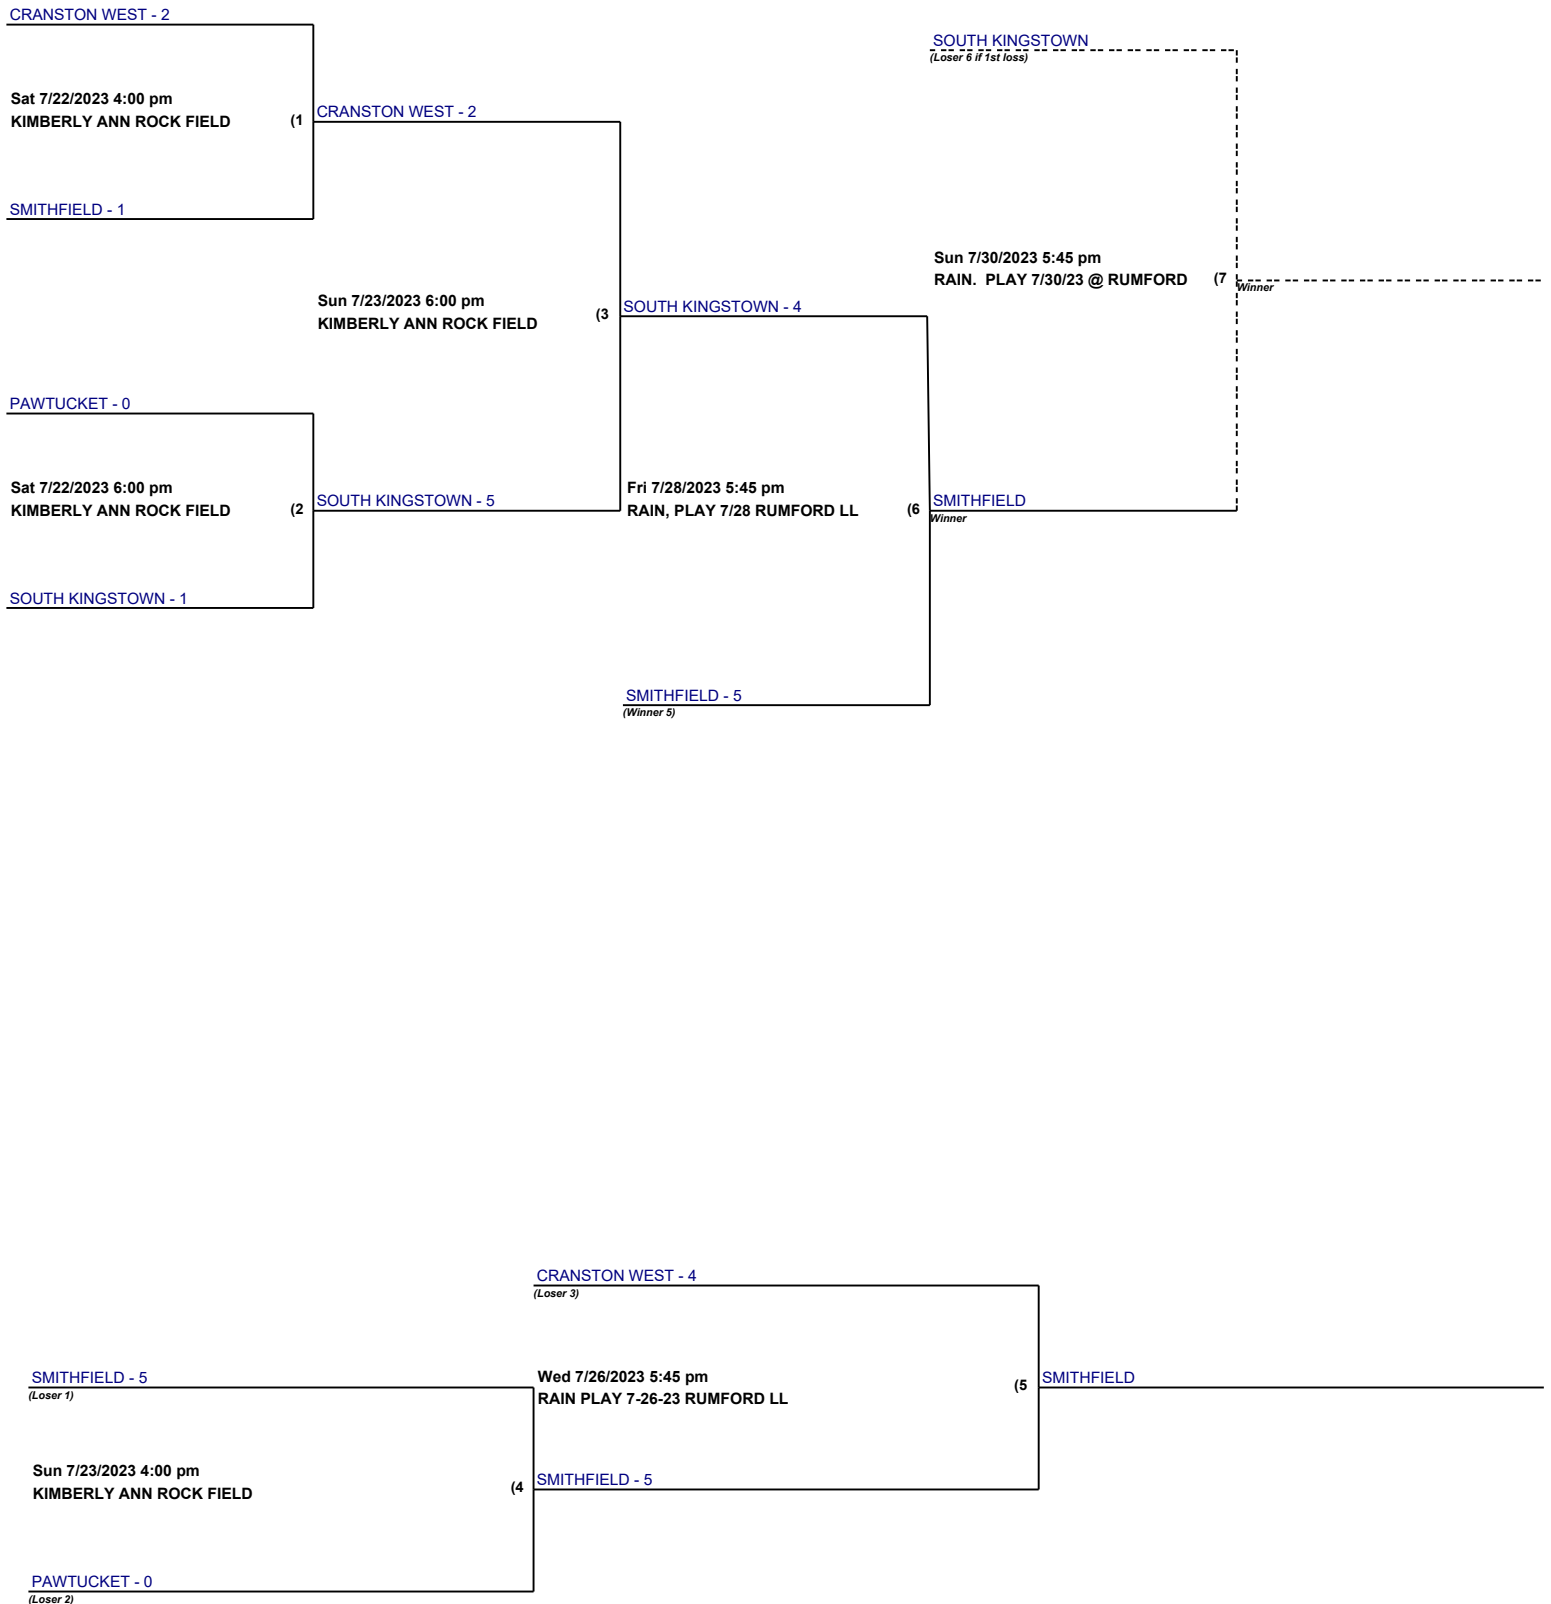 CRANSTON WEST - 2
Sat 7/22/2023 4:00 pm
KIMBERLY ANN ROCK FIELD (1
SMITHFIELD - 1
CRANSTON WEST - 2
Sun 7/23/2023 6:00 pm
KIMBERLY ANN ROCK FIELD (3
PAWTUCKET - 0
Sat 7/22/2023 6:00 pm
KIMBERLY ANN ROCK FIELD (2
SOUTH KINGSTOWN - 1
SOUTH KINGSTOWN - 5
SOUTH KINGSTOWN - 4
Fri 7/28/2023 5:45 pm
RAIN, PLAY 7/28 RUMFORD LL (6
SMITHFIELD - 5
(Winner 5)
SOUTH KINGSTOWN
(Loser 6 if 1st loss)
Sun 7/30/2023 5:45 pm
RAIN.  PLAY 7/30/23 @ RUMFORD (7
Winner
SMITHFIELD
Winner
CRANSTON WEST - 4
(Loser 3)
Wed 7/26/2023 5:45 pm
RAIN PLAY 7-26-23 RUMFORD LL (5
SMITHFIELD
SMITHFIELD - 5
(Loser 1)
Sun 7/23/2023 4:00 pm
KIMBERLY ANN ROCK FIELD (4
SMITHFIELD - 5
PAWTUCKET - 0
(Loser 2)